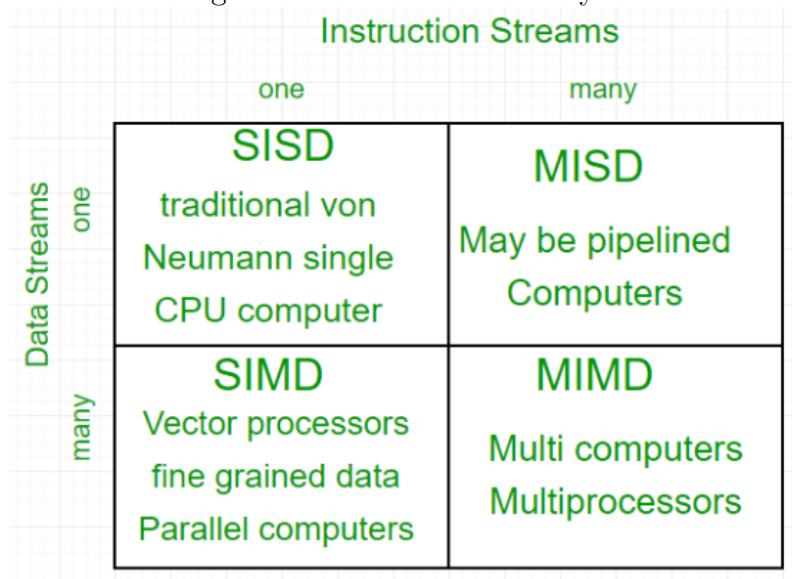 Instruction Streams
one
many
Data Streams
one
many
SISD
traditional von
Neumann single
CPU computer
MISD
May be pipelined
Computers
SIMD
Vector processors
fine grained data
Parallel computers
MIMD
Multi computers
Multiprocessors